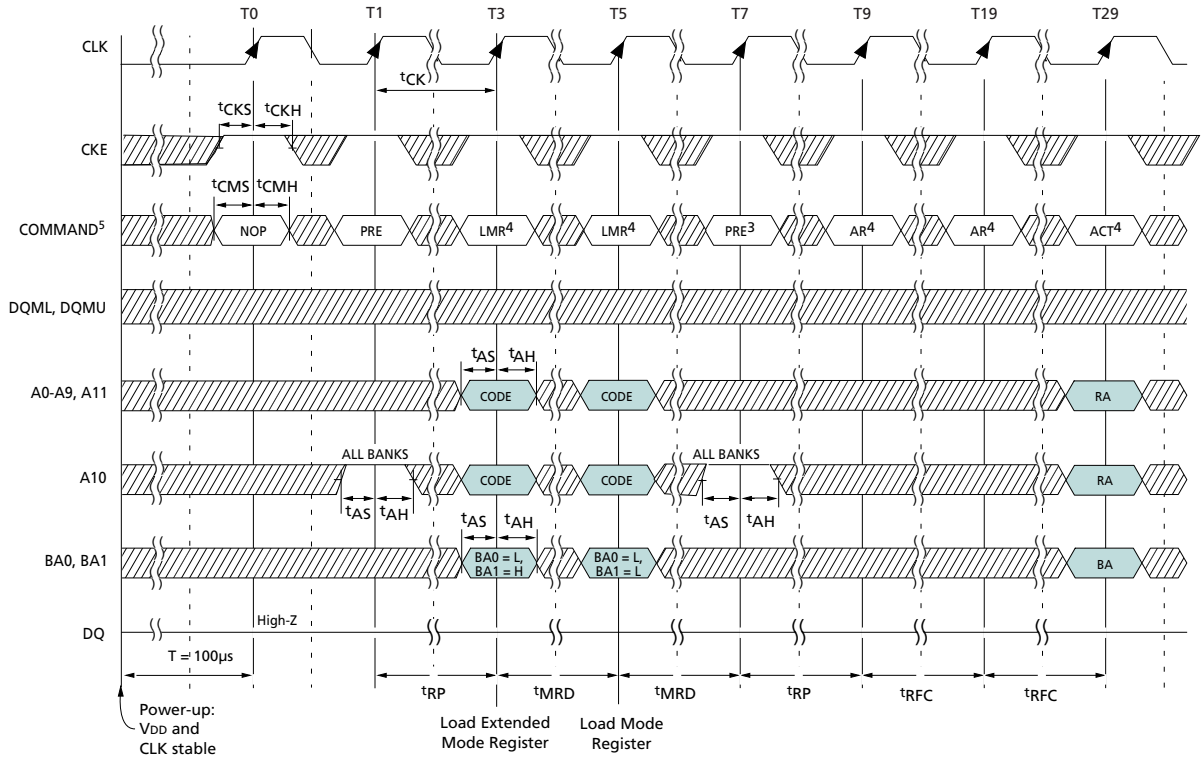 T0 T1 T3 T5 T7 T9 T19 T29
CLK
tCK
tCKS tCKH
CKE
tCMS tCMH
COMMAND5 NOP PRE LMR4 LMR4 PRE3 AR4 AR4 ACT4
DQML, DQMU
tAS tAH
A0-A9, A11 CODE CODE RA
ALL BANKS ALL BANKS
A10 CODE CODE RA
tAS tAH tAS tAH tAS tAH
BA0, BA1 BA0 = L, BA0 = L, BA
BA1 = H BA1 = L
High-Z
DQ
T = 100µs
tRP tMRD tMRD tRP tRFC tRFC
Power-up:
VDD and
CLK stable
Load Extended
Mode Register
Load Mode
Register